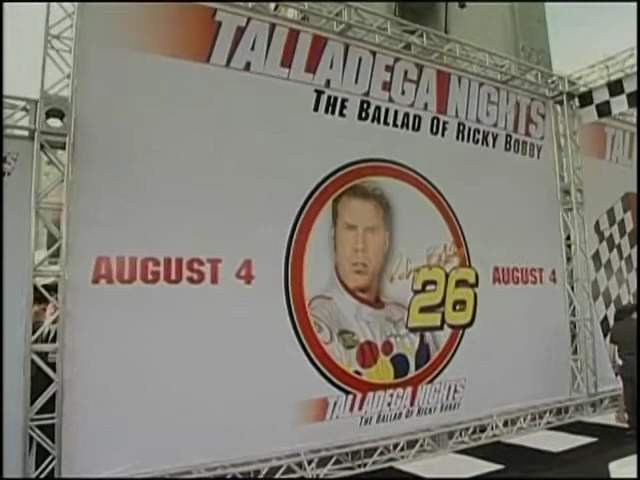 TALLADEGA NIGHTS
THE BALLAD OF RICKY BOBBY
AUGUST 4
26
AUGUST 4
TALLADEGA NIGHTS
THE BALLAD OF RICKY BOBBY
TALL